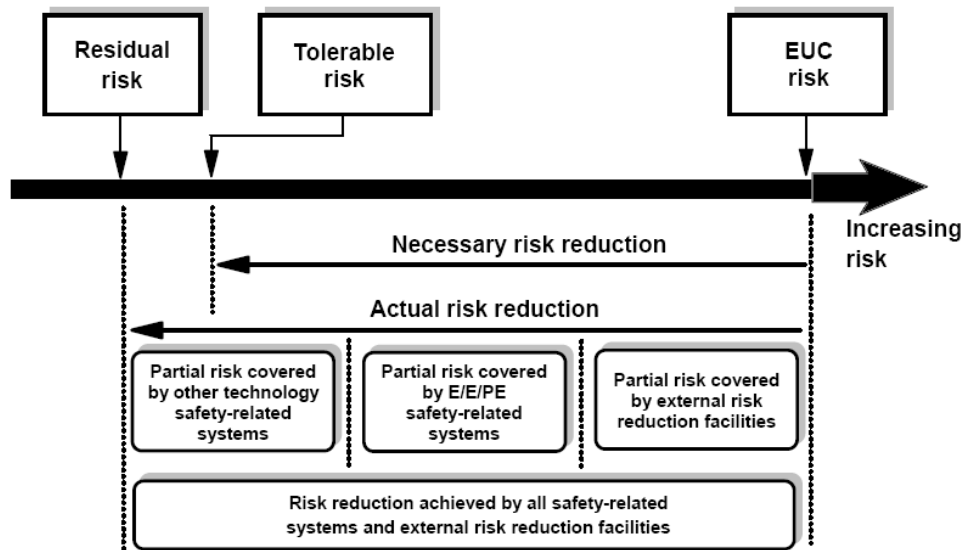 Residual
risk
Tolerable
risk
EUC
risk
Increasing
risk
Necessary risk reduction
Actual risk reduction
Partial risk covered
by other technology
safety-related
systems
Partial risk covered
by E/E/PE
safety-related
systems
Partial risk covered
by external risk
reduction facilities
Risk reduction achieved by all safety-related
systems and external risk reduction facilities